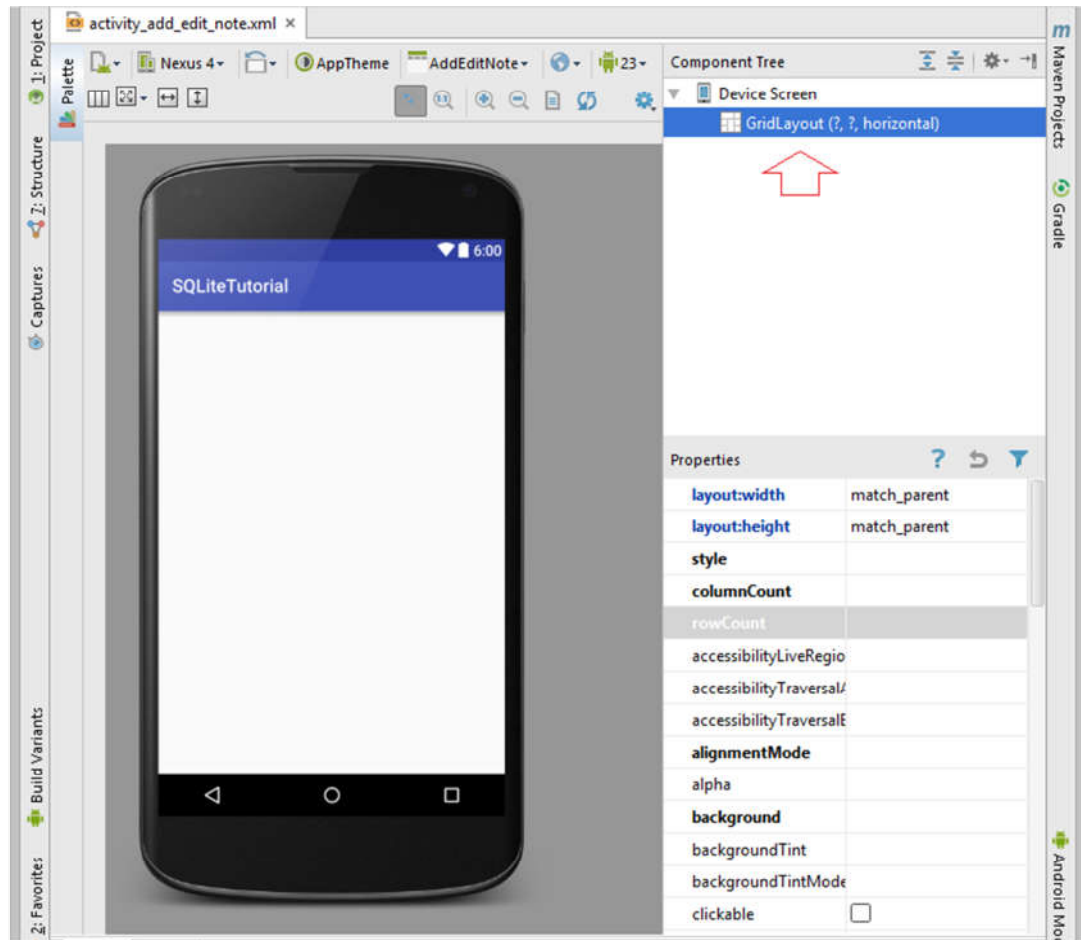 activity_add_edit_note.xml ×
1: Project
7: Structure
Captures
Build Variants
2: Favorites
Palette
Nexus 4
AppTheme
AddEditNote
23
1:1
SQLiteTutorial
6:00
Component Tree
Device Screen
GridLayout (?, ?, horizontal)
Properties
?
layout:width match_parent
layout:height match_parent
style
columnCount
rowCount
accessibilityLiveRegio
accessibilityTraversalA
accessibilityTraversalB
alignmentMode
alpha
background
backgroundTint
backgroundTintMode
clickable
m
Maven Projects
Gradle
Android Mo